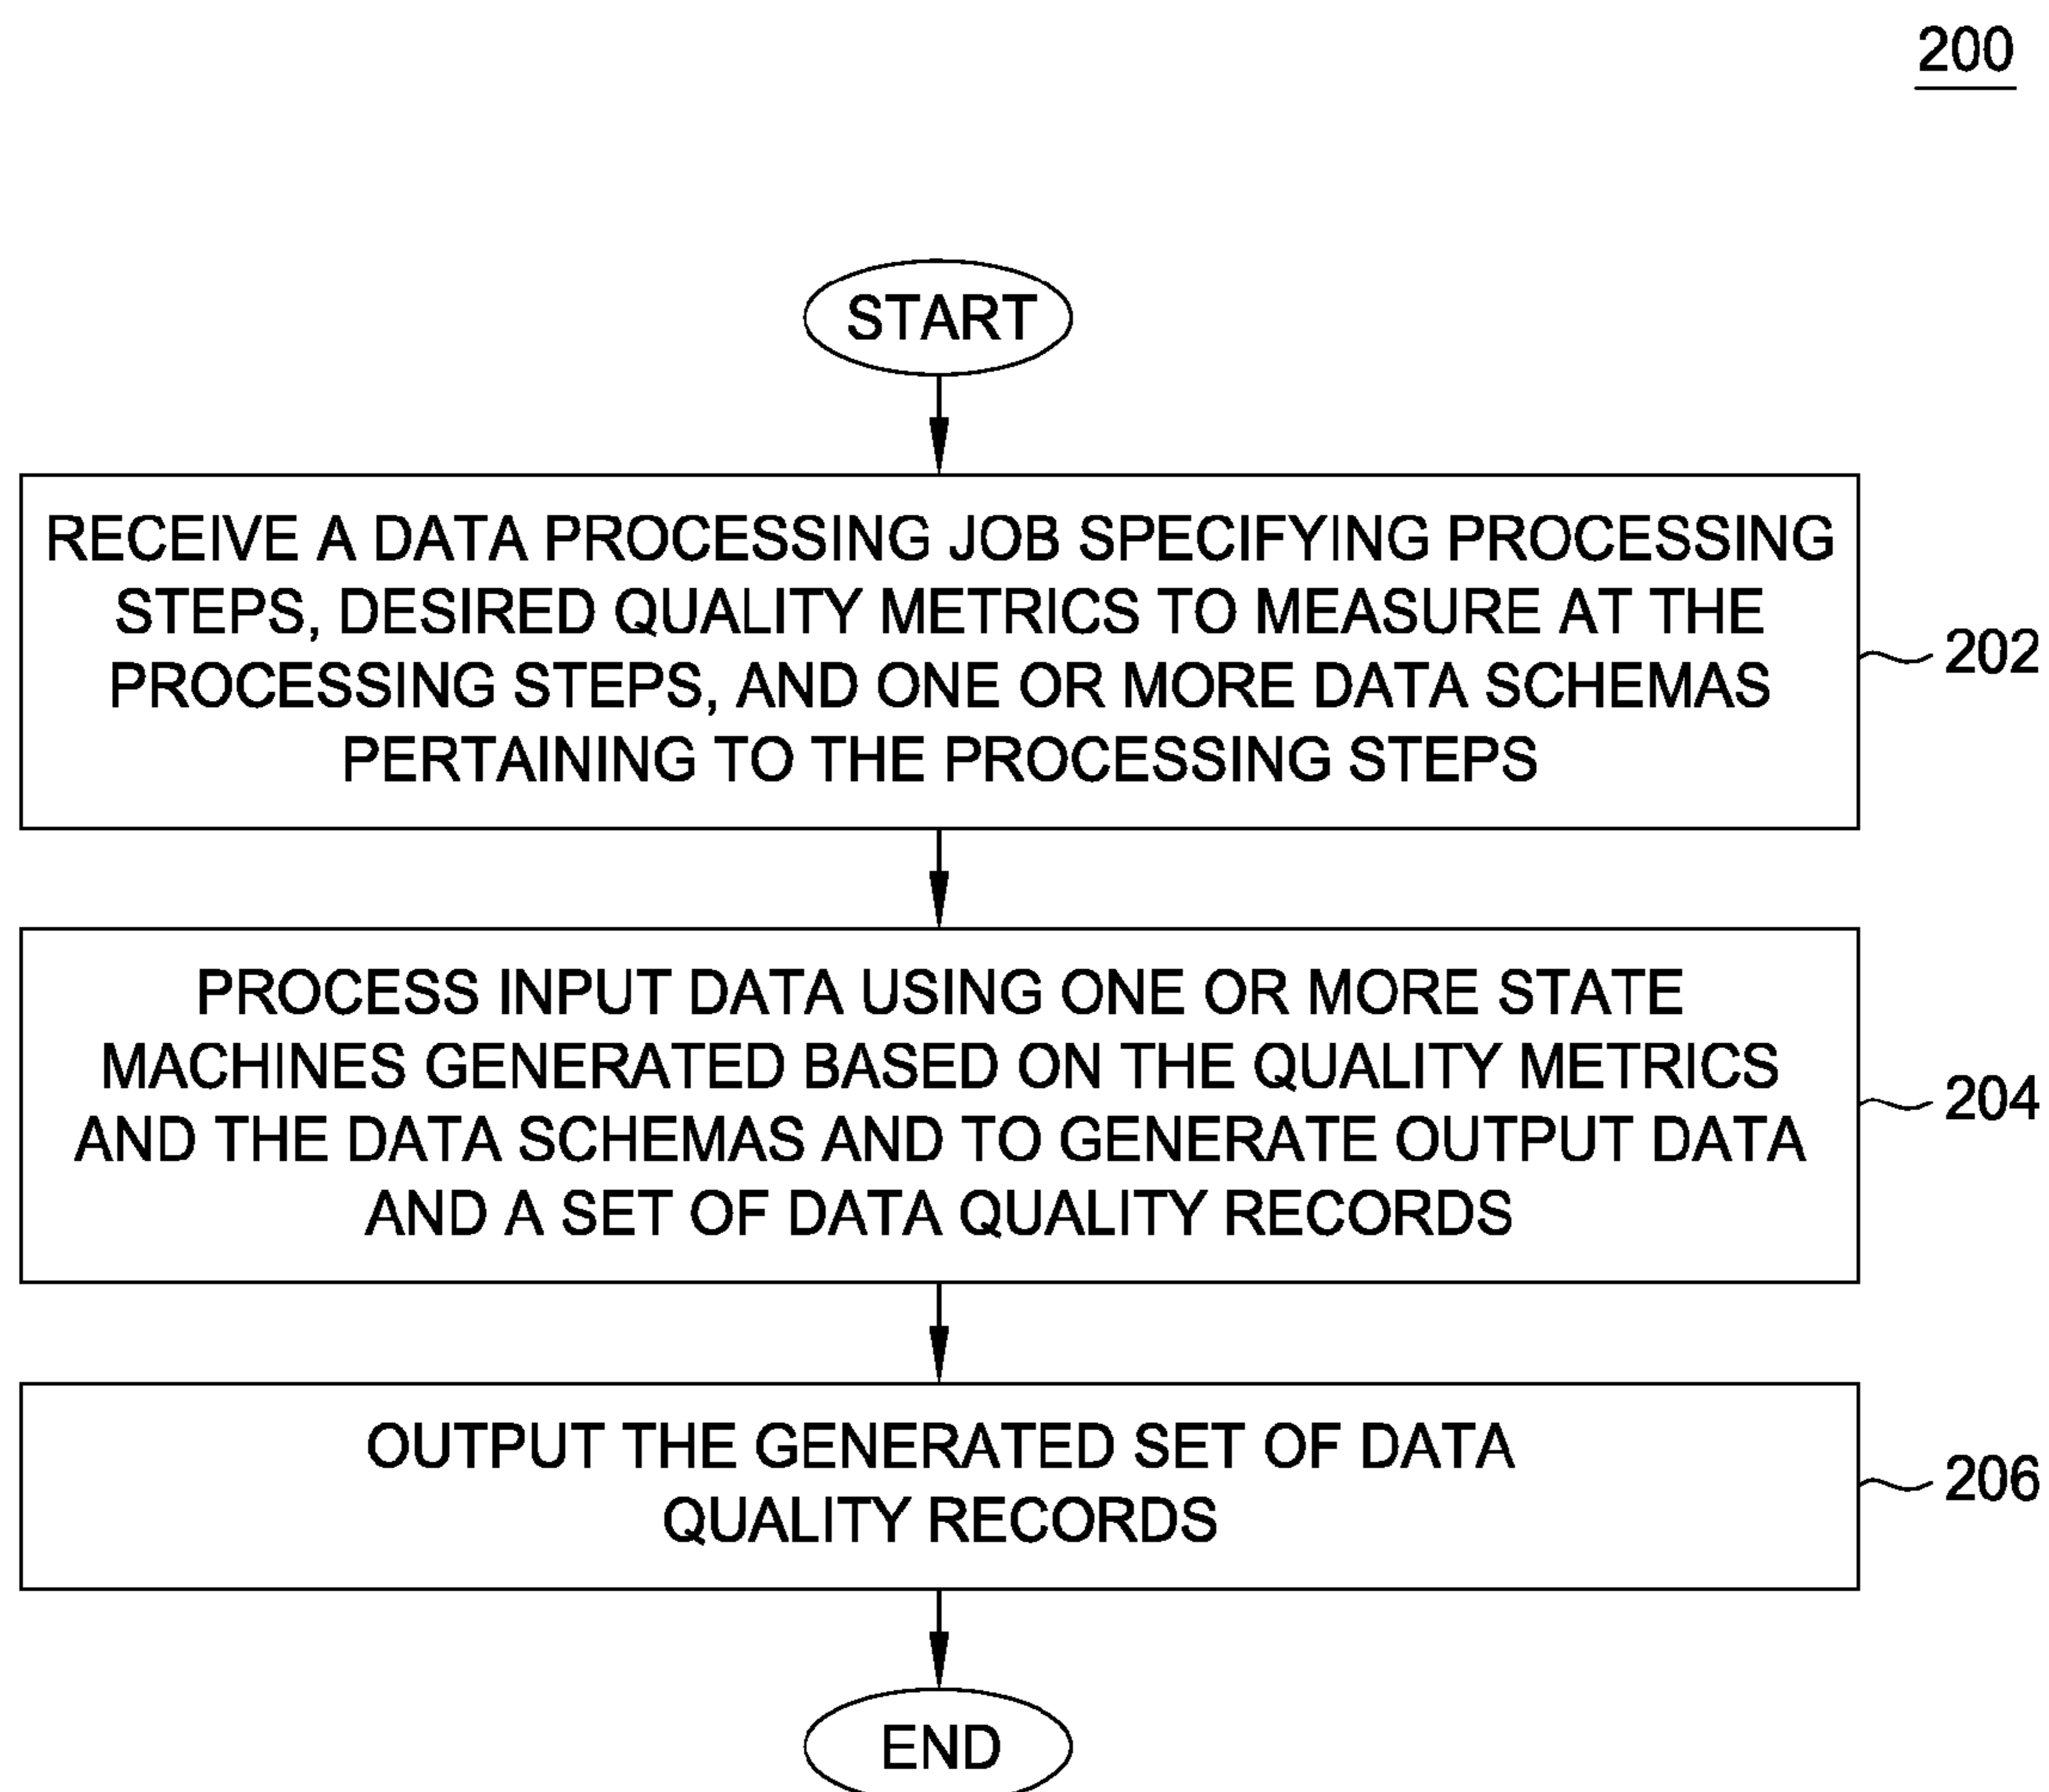 200
START
RECEIVE A DATA PROCESSING JOB SPECIFYING PROCESSING
STEPS, DESIRED QUALITY METRICS TO MEASURE AT THE
PROCESSING STEPS, AND ONE OR MORE DATA SCHEMAS
PERTAINING TO THE PROCESSING STEPS
202
PROCESS INPUT DATA USING ONE OR MORE STATE
MACHINES GENERATED BASED ON THE QUALITY METRICS
AND THE DATA SCHEMAS AND TO GENERATE OUTPUT DATA
AND A SET OF DATA QUALITY RECORDS
204
OUTPUT THE GENERATED SET OF DATA
QUALITY RECORDS
206
END